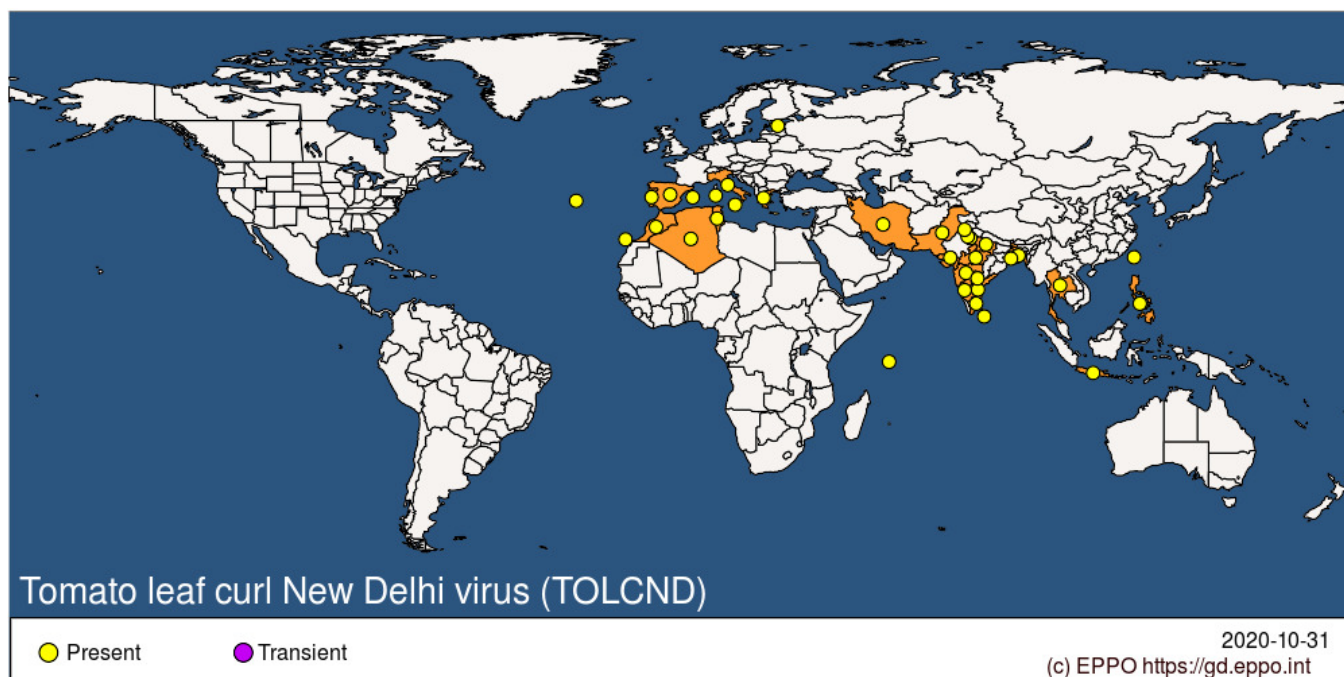 Tomato leaf curl New Delhi virus (TOLCND)
Present
Transient
2020-10-31
(c) EPPO https://gd.eppo.int